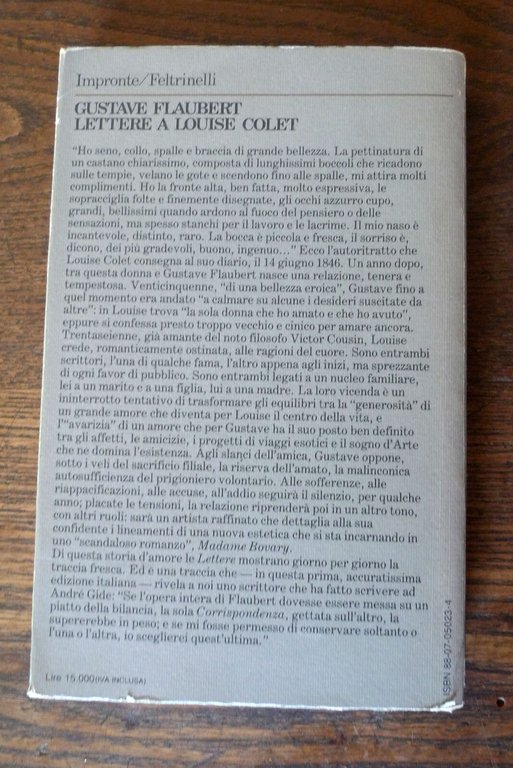 Impronte/Feltrinelli
GUSTAVE FLAUBERT
LETTERE A LOUISE COLET
"Ho seno, collo, spalle e braccia di grande bellezza. La pettinatura di
un castano chiarissimo, composta di lunghissimi boccoli che ricadono
sulle tempie, velano le gote e scendono fino alle spalle, mi attira molti
complimenti. Ho la fronte alta, ben fatta, molto espressiva, le
sopracciglia folte e finemente disegnate, gli occhi azzurro cupo,
grandi, bellissimi quando ardono al fuoco del pensiero o delle
sensazioni, ma spesso stanchi per il lavoro e le lacrime. Il mio naso è
incantevole, distinto, raro. La bocca è piccola e fresca, il sorriso è,
dicono, dei più gradevoli, buono, ingenuo..." Ecco l'autoritratto che
Louise Colet consegna al suo diario, il 14 giugno 1846. Un anno dopo,
tra questa donna e Gustave Flaubert nasce una relazione, tenera e
tempestosa. Venticinquenne, "di una bellezza eroica", Gustave fino a
quel momento era andato "a calmare su alcune i desideri suscitate da
altre": in Louise trova "la sola donna che ho amato e che ho avuto",
eppure si confessa presto troppo vecchio e cinico per amare ancora.
Trentaseienne, già amante del noto filosofo Victor Cousin, Louise
crede, romanticamente ostinata, alle ragioni del cuore. Sono entrambi
scrittori, l'una di qualche fama, l'altro appena agli inizi, ma sprezzante
di ogni favor di pubblico. Sono entrambi legati a un nucleo familiare,
lei a un marito e a una figlia, lui a una madre. La loro vicenda è un
ininterrotto tentativo di trasformare gli equilibri tra la "generosità" di
un grande amore che diventa per Louise il centro della vita, e
l'"avarizia" di un amore che per Gustave ha il suo posto ben definito
tra gli affetti, le amicizie, i progetti di viaggi esotici e il sogno d'Arte
che ne domina l'esistenza. Agli slanci dell'amica, Gustave oppone,
sotto i veli del sacrificio filiale, la riserva dell'amato, la malinconica
autosufficienza del prigioniero volontario. Alle sofferenze, alle
riappacificazioni, alle accuse, all'addio seguirà il silenzio, per qualche
anno; placate le tensioni, la relazione riprenderà poi in un altro tono,
con altri ruoli: sarà un artista raffinato che dettaglia alla sua
confidente i lineamenti di una nuova estetica che si sta incarnando in
uno "scandaloso romanzo", Madame Bovary.
Di questa storia d'amore le Lettere mostrano giorno per giorno la
traccia fresca. Ed è una traccia che — in questa prima, accuratissima
edizione italiana — rivela a noi uno scrittore che ha fatto scrivere ad
André Gide: "Se l'opera intera di Flaubert dovesse essere messa su un
piatto della bilancia, la sola Corrispondenza, gettata sull'altro, la
supererebbe in peso; e se mi fosse permesso di conservare soltanto o
l'una o l'altra, io sceglierei quest'ultima."
Lire 15.000 (IVA INCLUSA)
ISBN 88-07-05023-4